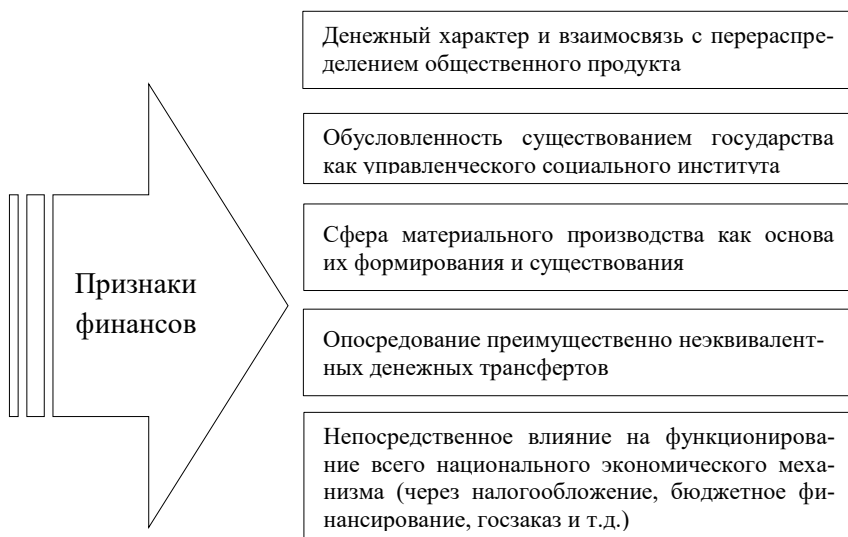 Денежный характер и взаимосвязь с перераспре-
делением общественного продукта
Обусловленность существованием государства
как управленческого социального института
Сфера материального производства как основа
их формирования и существования
Признаки
финансов
Опосредование преимущественно неэквивалент-
ных денежных трансфертов
Непосредственное влияние на функционирова-
ние всего национального экономического меха-
низма (через налогообложение, бюджетное фи-
нансирование, госзаказ и т.д.)